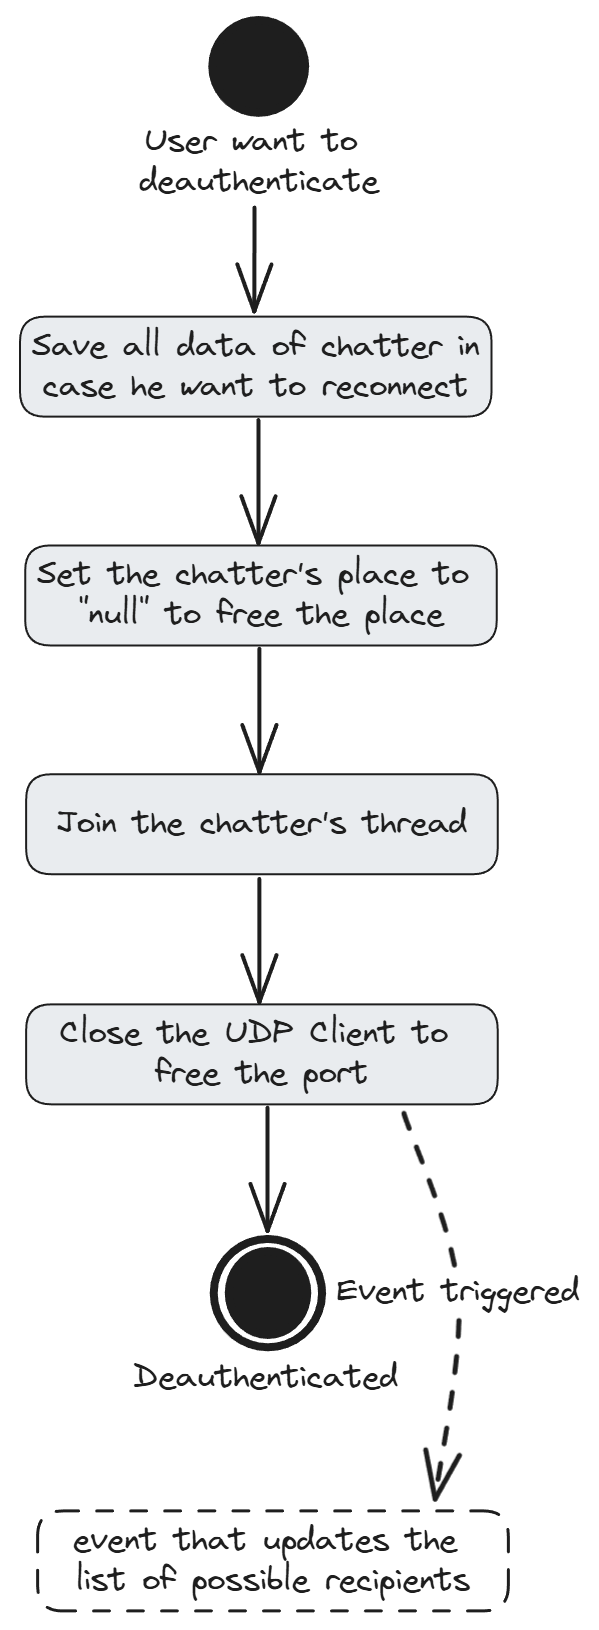 User want to
deauthenticate
Save all data of chatter in
case he want to reconnect
Set the chatter's place to
"null" to free the place
Join the chatter's thread
Close the UDP Client to
free the port
Event triggered
Deauthenticated
event that updates the
list of possible recipients